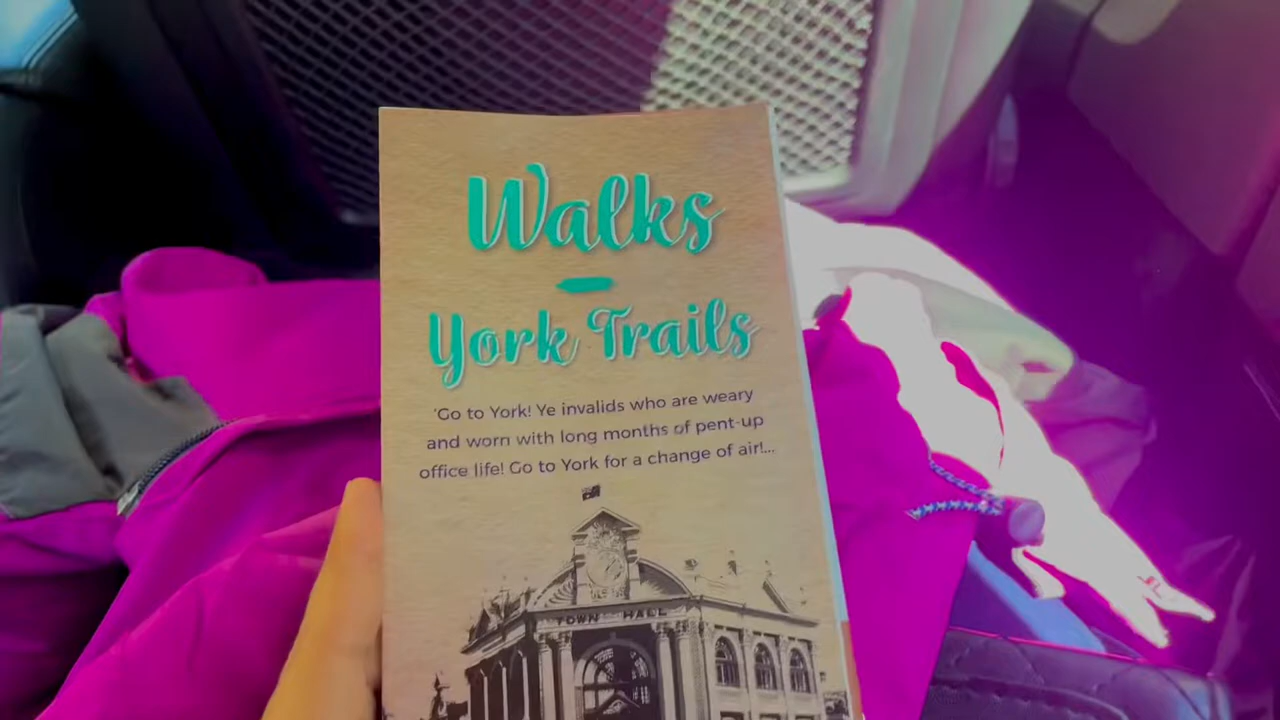 Walks
York Trails
'Go to York! Ye invalids who are weary
and worn with long months of pent-up
office life! Go to York for a change of air!...
TOWN HALL